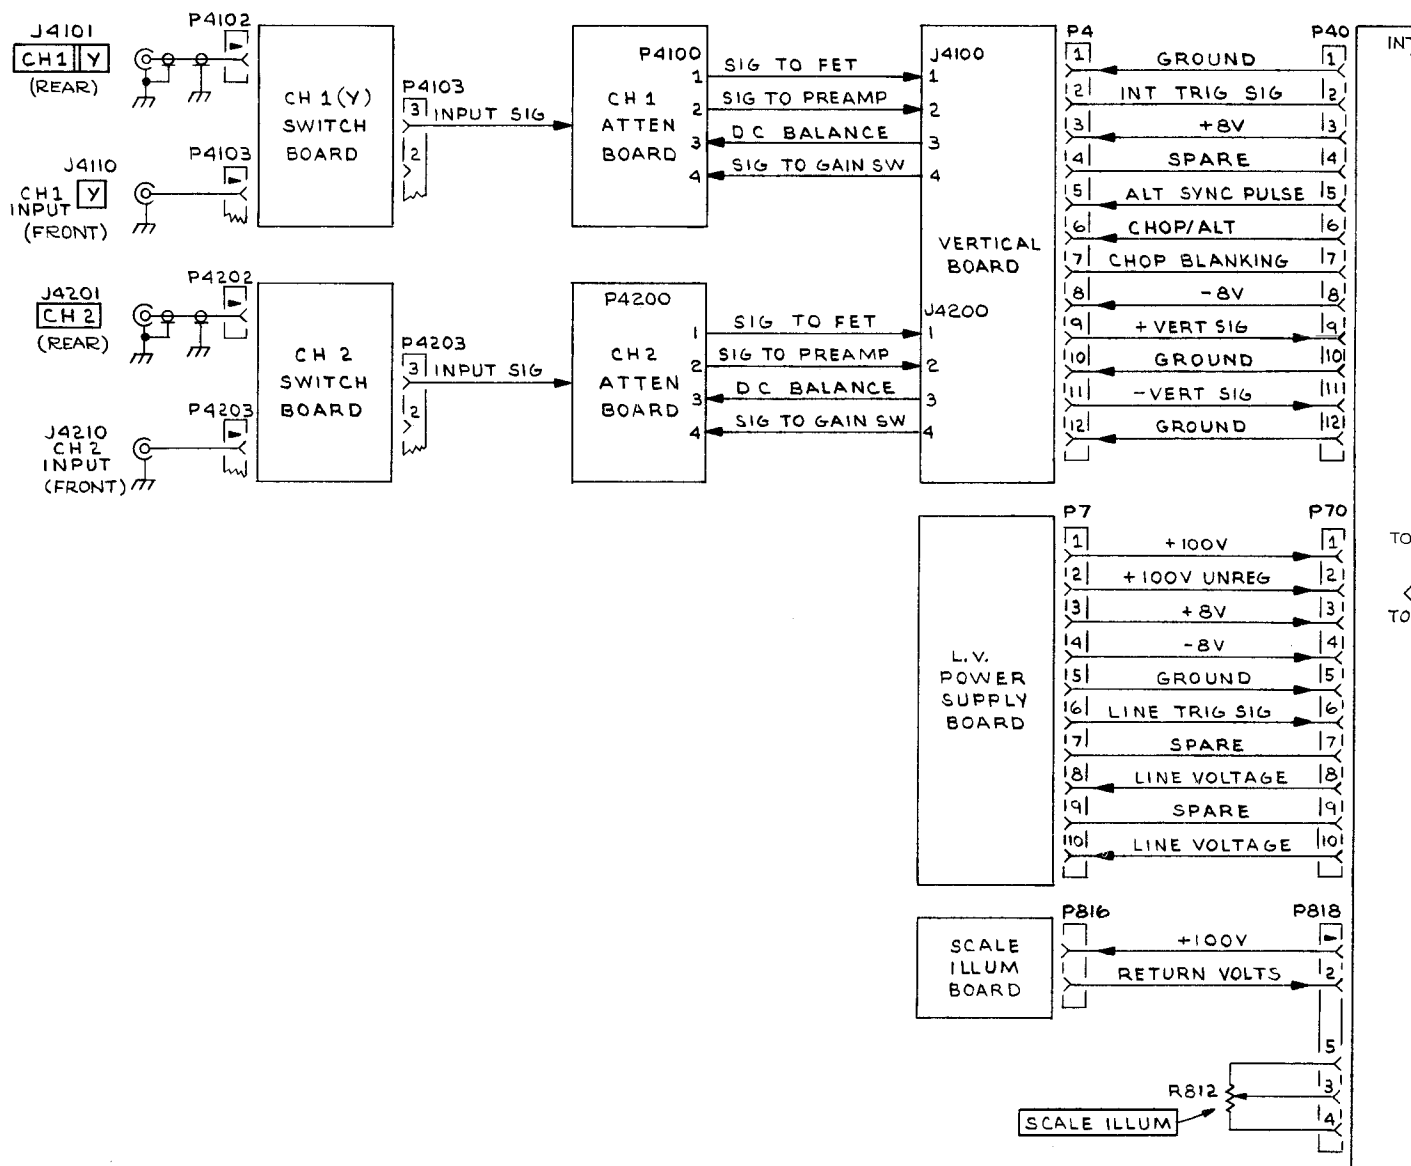 J4101
CH1 Y
(REAR)
P4102
J4110
CH1 Y
INPUT
(FRONT)
P4103
CH 1(Y)
SWITCH
BOARD
P4103
3 INPUT SIG
2
P4100
CH 1
ATTEN
BOARD
1 SIG TO FET 1
2 SIG TO PREAMP 2
3 DC BALANCE 3
4 SIG TO GAIN SW 4
J4100
VERTICAL
BOARD
J4201
CH 2
(REAR)
P4202
J4210
CH 2
INPUT
(FRONT)
P4203
CH 2
SWITCH
BOARD
P4203
3 INPUT SIG
2
P4200
CH2
ATTEN
BOARD
1 SIG TO FET 1
2 SIG TO PREAMP 2
3 DC BALANCE 3
4 SIG TO GAIN SW 4
J4200
P4 P40
1 GROUND 1
2 INT TRIG SIG 2
3 +8V 3
4 SPARE 4
5 ALT SYNC PULSE 5
6 CHOP/ALT 6
7 CHOP BLANKING 7
8 -8V 8
9 +VERT SIG 9
10 GROUND 10
11 -VERT SIG 11
12 GROUND 12
INT
L.V.
POWER
SUPPLY
BOARD
P7 P70
1 +100V 1
2 +100V UNREG 2
3 +8V 3
4 -8V 4
5 GROUND 5
6 LINE TRIG SIG 6
7 SPARE 7
8 LINE VOLTAGE 8
9 SPARE 9
10 LINE VOLTAGE 10
TO
TO
SCALE
ILLUM
BOARD
P816 P818
+100V
RETURN VOLTS 2
5
R812 3
4
SCALE ILLUM